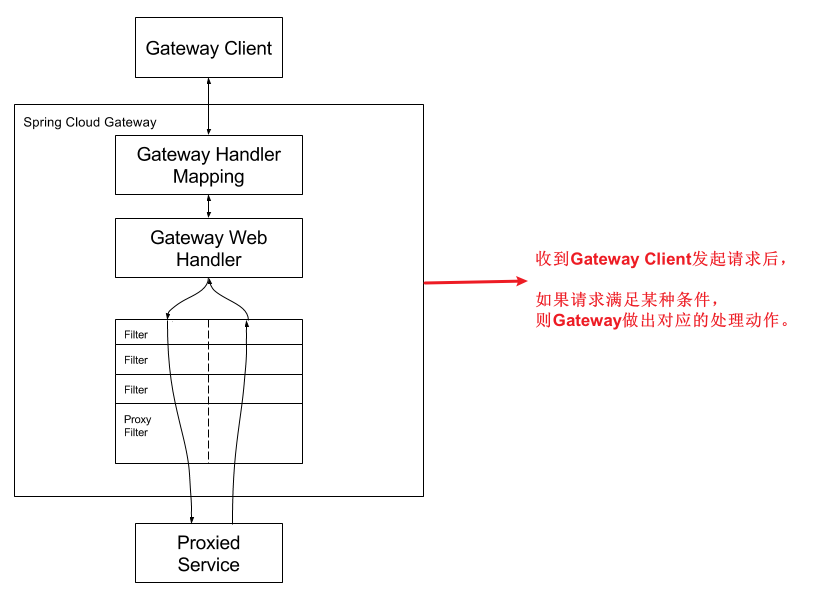 Gateway Client
Spring Cloud Gateway
Gateway Handler
Mapping
Gateway Web
Handler
Filter
Filter
Filter
Proxy
Filter
Proxied
Service
收到Gateway Client发起请求后，
如果请求满足某种条件，
则Gateway做出对应的处理动作。